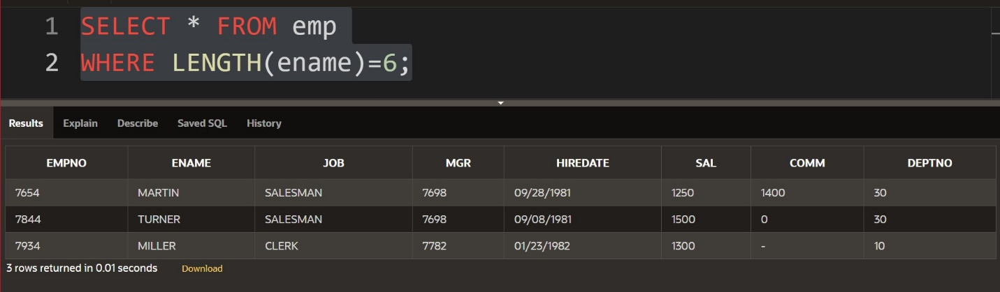 1 SELECT * FROM emp
2 WHERE LENGTH(ename)=6;
Results Explain Describe Saved SQL History
EMPNO ENAME JOB MGR HIREDATE SAL COMM DEPTNO
7654 MARTIN SALESMAN 7698 09/28/1981 1250 1400 30
7844 TURNER SALESMAN 7698 09/08/1981 1500 0 30
7934 MILLER CLERK 7782 01/23/1982 1300 - 10
3 rows returned in 0.01 seconds Download